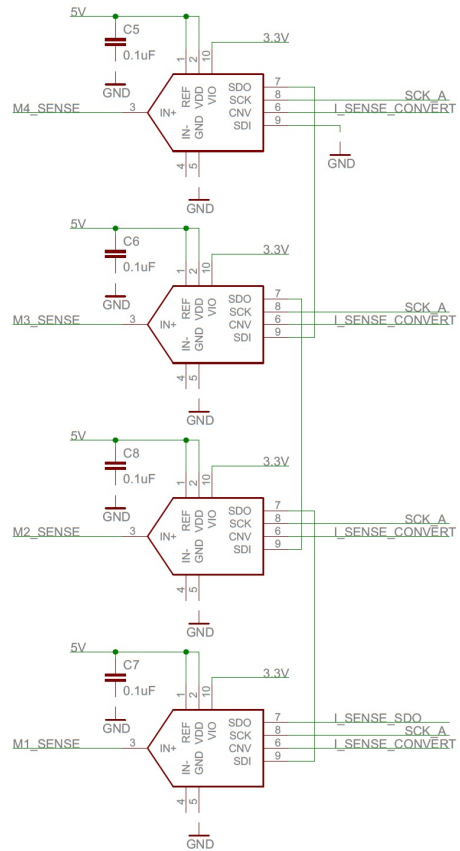 5V
C5
0.1uF
GND
3.3V
1
2
10
REF
VDD
VIO
M4_SENSE
3
IN+
IN-
GND
4
5
SDO 7
SCK 8 SCK_A
CNV 6 I_SENSE_CONVERT
SDI 9
GND
GND
5V
C6
0.1uF
GND
3.3V
1
2
10
REF
VDD
VIO
M3_SENSE
3
IN+
IN-
GND
4
5
SDO 7
SCK 8 SCK_A
CNV 6 I_SENSE_CONVERT
SDI 9
GND
5V
C8
0.1uF
GND
3.3V
1
2
10
REF
VDD
VIO
M2_SENSE
3
IN+
IN-
GND
4
5
SDO 7
SCK 8 SCK_A
CNV 6 I_SENSE_CONVERT
SDI 9
GND
5V
C7
0.1uF
GND
3.3V
1
2
10
REF
VDD
VIO
M1_SENSE
3
IN+
IN-
GND
4
5
SDO 7 I_SENSE_SDO
SCK 8 SCK_A
CNV 6 I_SENSE_CONVERT
SDI 9
GND